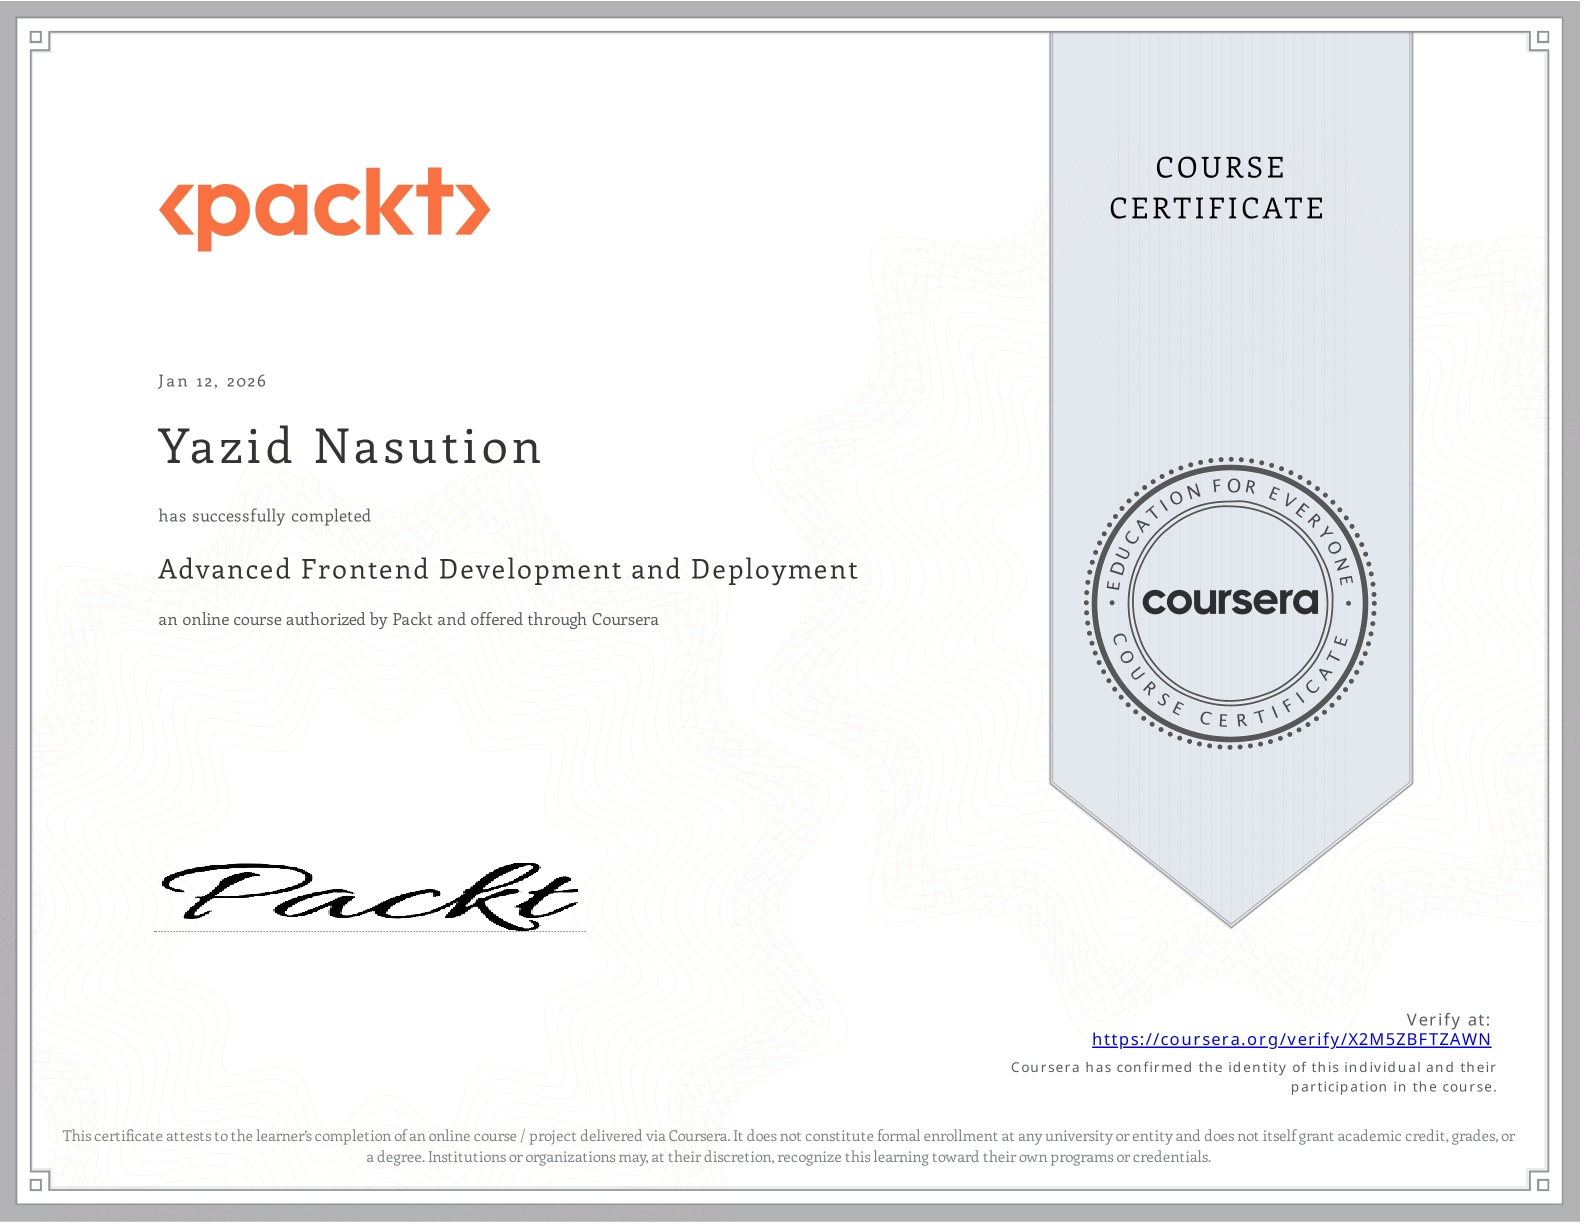 <packt>
COURSE
CERTIFICATE
Jan 12, 2026
Yazid Nasution
has successfully completed
Advanced Frontend Development and Deployment
an online course authorized by Packt and offered through Coursera
EDUCATION FOR EVERYONE
coursera
COURSE CERTIFICATE
Packt
Verify at:
https://coursera.org/verify/X2M5ZBFTZAWN
Coursera has confirmed the identity of this individual and their
participation in the course.
This certificate attests to the learner's completion of an online course / project delivered via Coursera. It does not constitute formal enrollment at any university or entity and does not itself grant academic credit, grades, or
a degree. Institutions or organizations may, at their discretion, recognize this learning toward their own programs or credentials.